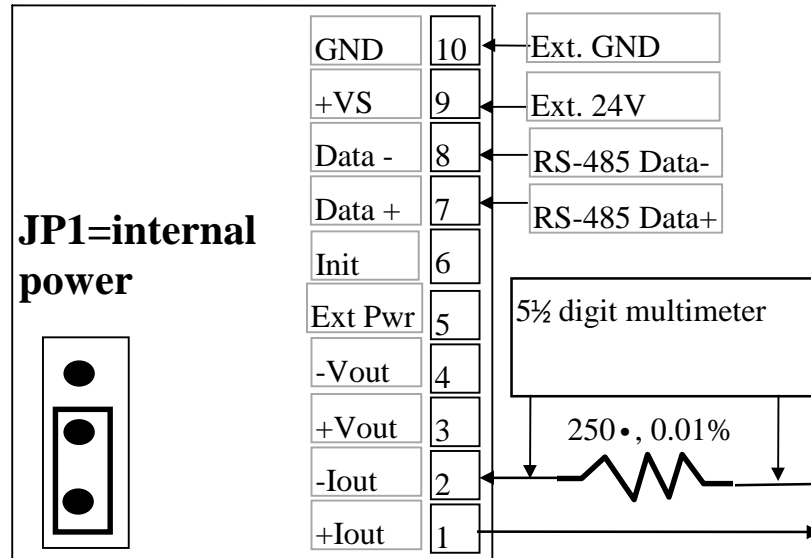 GND 10 Ext. GND
+VS 9 Ext. 24V
Data - 8 RS-485 Data-
Data + 7 RS-485 Data+
JP1=internal
power
Init 6
Ext Pwr 5 5½ digit multimeter
-Vout 4
+Vout 3 250•, 0.01%
-Iout 2
+Iout 1